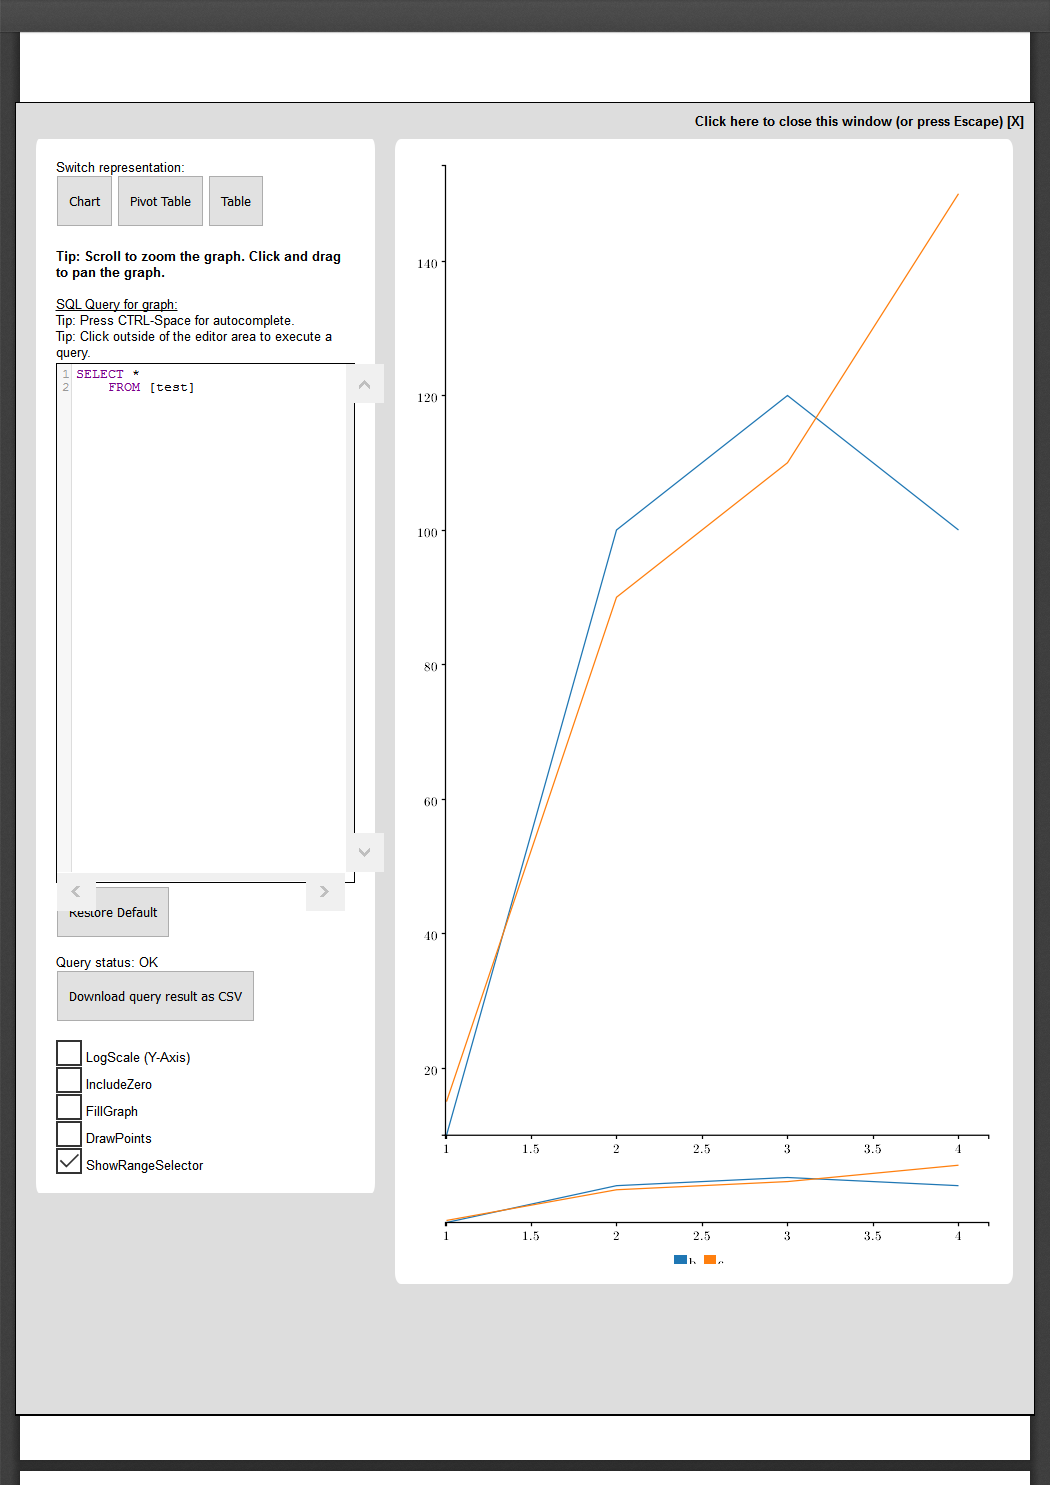 Click here to close this window (or press Escape) [X]
Switch representation:
Chart Pivot Table Table
Tip: Scroll to zoom the graph. Click and drag
to pan the graph.
SQL Query for graph:
Tip: Press CTRL-Space for autocomplete.
Tip: Click outside of the editor area to execute a
query.
1 SELECT *
2 FROM [test]
Restore Default
Query status: OK
Download query result as CSV
LogScale (Y-Axis)
IncludeZero
FillGraph
DrawPoints
ShowRangeSelector
140
120
100
80
60
40
20
1 1.5 2 2.5 3 3.5 4
1 1.5 2 2.5 3 3.5 4
b c